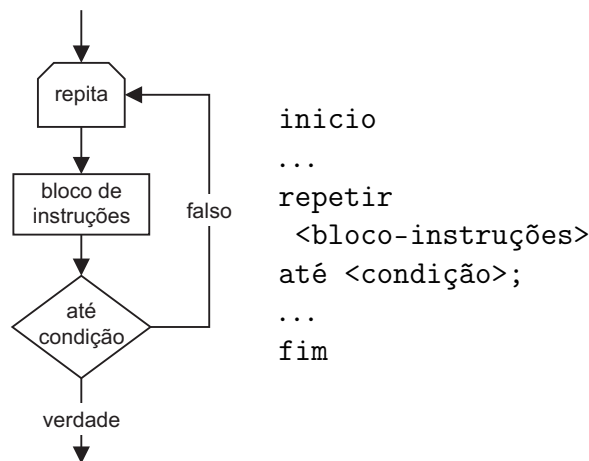 repita
bloco de
instruções
falso
até
condição
verdade
inicio
...
repetir
<bloco-instruções>
até <condição>;
...
fim